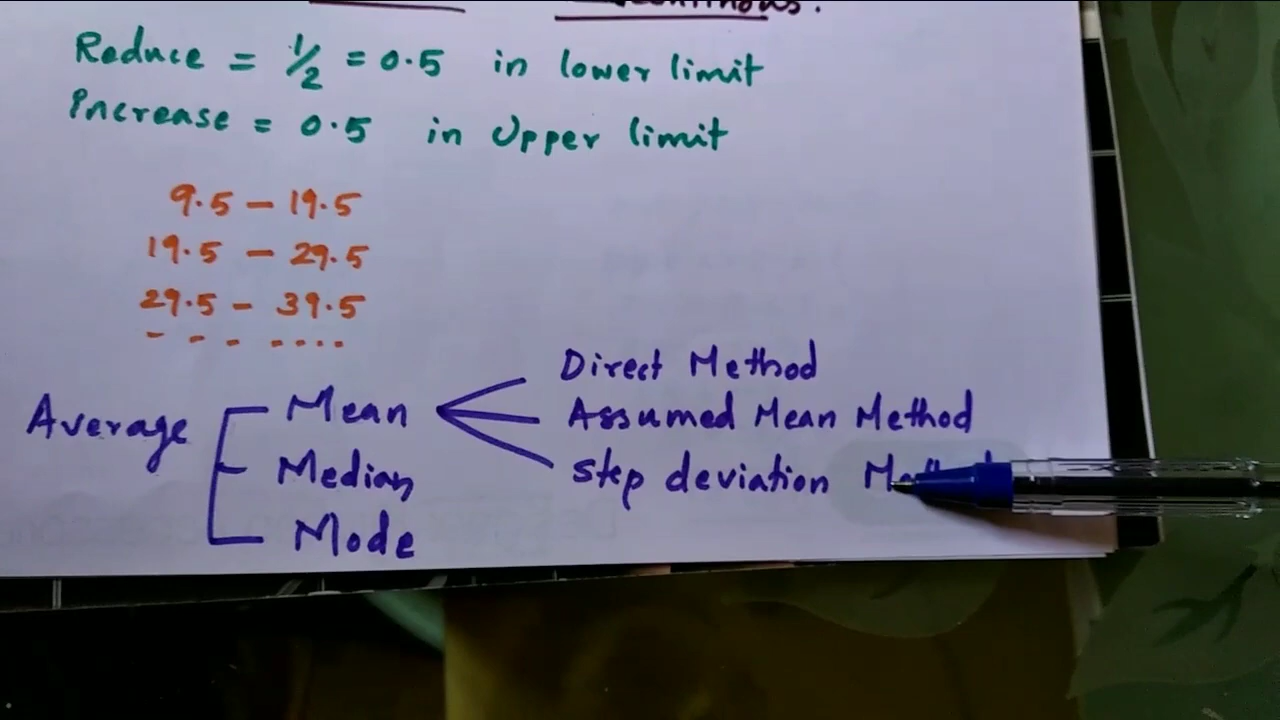 Reduce = 1/2 = 0.5 in lower limit
Increase = 0.5 in Upper limit
9.5 – 19.5
19.5 – 29.5
29.5 – 39.5
- - - ....
Average
Mean
Median
Mode
Direct Method
Assumed Mean Method
Step deviation